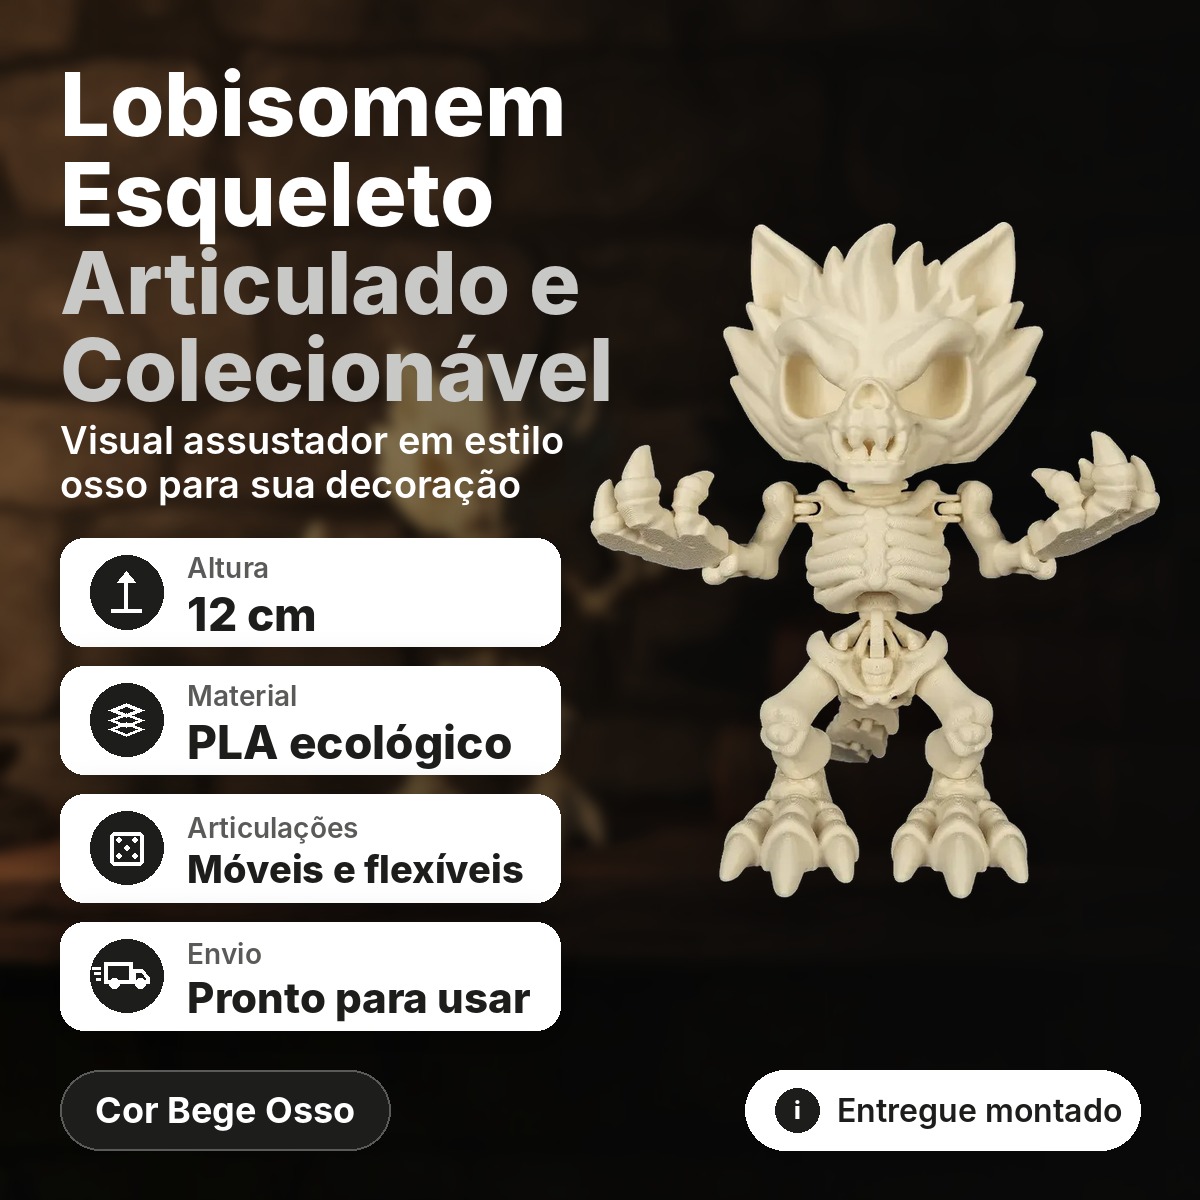 Lobisomem
Esqueleto
Articulado e
Colecionável
Visual assustador em estilo
osso para sua decoração
Altura
12 cm
Material
PLA ecológico
Articulações
Móveis e flexíveis
Envio
Pronto para usar
Cor Bege Osso
i Entregue montado